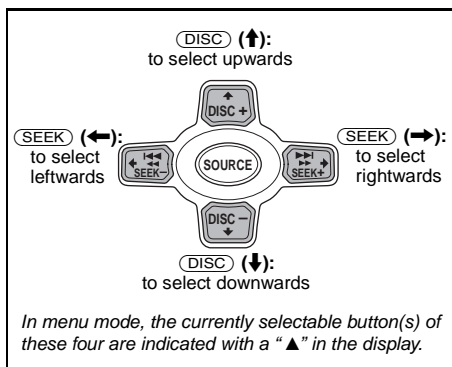 DISC (↑):
to select upwards
DISC +
SEEK (←):
to select
leftwards
SEEK–
SOURCE
SEEK+
SEEK (→):
to select
rightwards
DISC –
DISC (↓):
to select downwards
In menu mode, the currently selectable button(s) of
these four are indicated with a “ ▲” in the display.